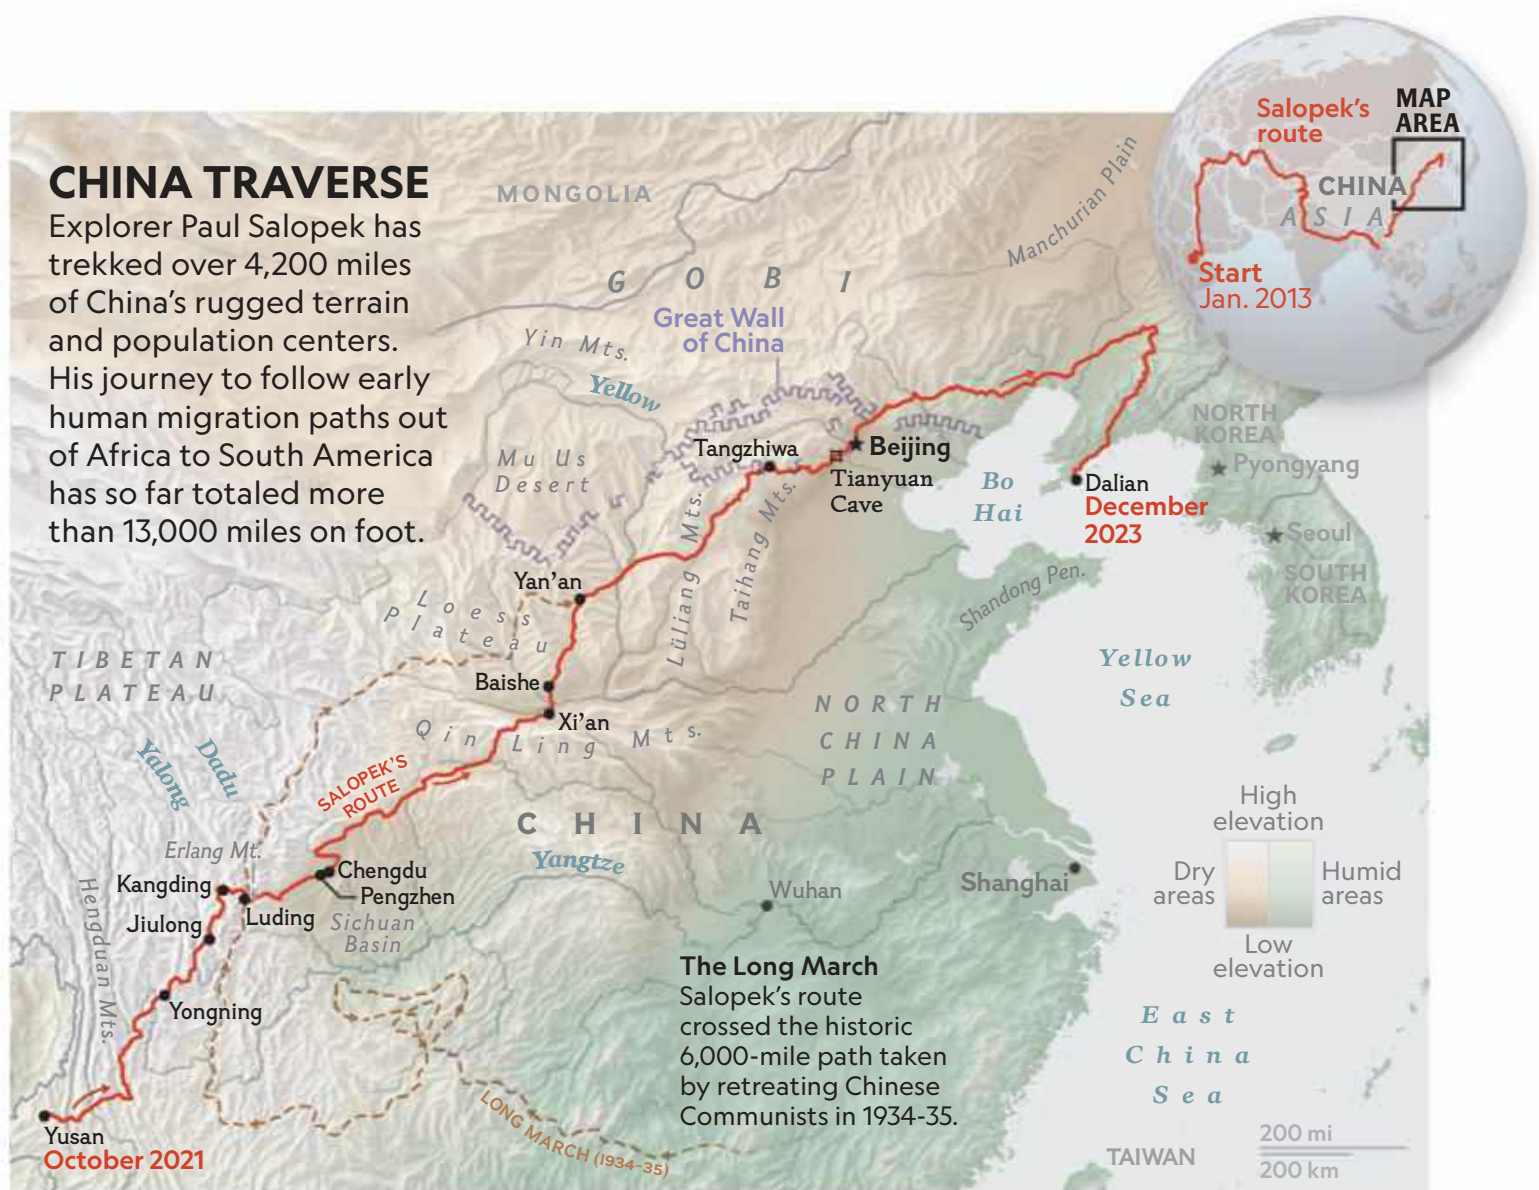 CHINA TRAVERSE
Explorer Paul Salopek has
trekked over 4,200 miles
of China's rugged terrain
and population centers.
His journey to follow early
human migration paths out
of Africa to South America
has so far totaled more
than 13,000 miles on foot.
Salopek's
route
MAP
AREA
CHINA
ASIA
Start
Jan. 2013
MONGOLIA
GOBI
Manchurian Plain
Great Wall
of China
Yin Mts.
Yellow
Mu Us
Desert
Tangzhiwa
Beijing
Tianyuan
Cave
Bo
Hai
Dalian
December
2023
NORTH
KOREA
Pyongyang
Seoul
SOUTH
KOREA
Yan'an
Loess
Plateau
Lüliang Mts.
Taihang Mts.
Shandong Pen.
TIBETAN
PLATEAU
Baishe
Xi'an
Qin Ling Mts.
NORTH
CHINA
PLAIN
Yellow
Sea
Yalong
Dadu
SALOPEK'S
ROUTE
CHINA
Yangtze
Erlang Mt.
Kangding
Chengdu
Pengzhen
Luding
Jiulong
Sichuan
Basin
Hengduan Mts.
Yongning
Wuhan
Shanghai
High
elevation
Dry
areas
Humid
areas
Low
elevation
The Long March
Salopek's route
crossed the historic
6,000-mile path taken
by retreating Chinese
Communists in 1934-35.
LONG MARCH (1934-35)
East
China
Sea
Yusan
October 2021
TAIWAN
200 mi
200 km